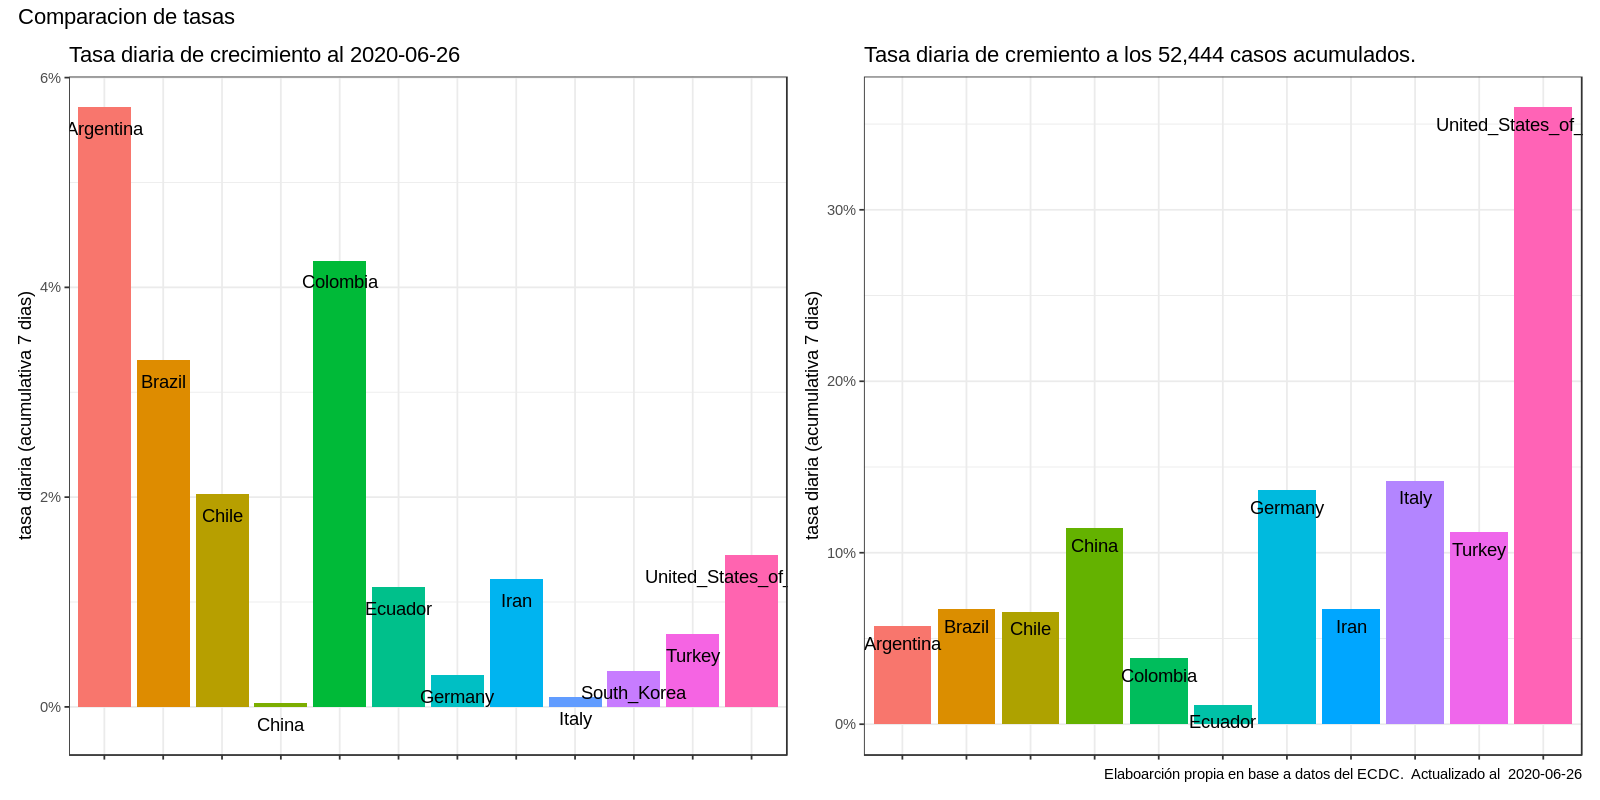 Comparacion de tasas
Tasa diaria de crecimiento al 2020-06-26
tasa diaria (acumulativa 7 dias)
6%
4%
2%
0%
Argentina
Brazil
Chile
China
Colombia
Ecuador
Germany
Iran
Italy
South_Korea
Turkey
United_States_of_
Tasa diaria de cremiento a los 52,444 casos acumulados.
tasa diaria (acumulativa 7 dias)
30%
20%
10%
0%
Argentina
Brazil
Chile
China
Colombia
Ecuador
Germany
Iran
Italy
Turkey
United_States_of_
Elaboarción propia en base a datos del ECDC. Actualizado al 2020-06-26